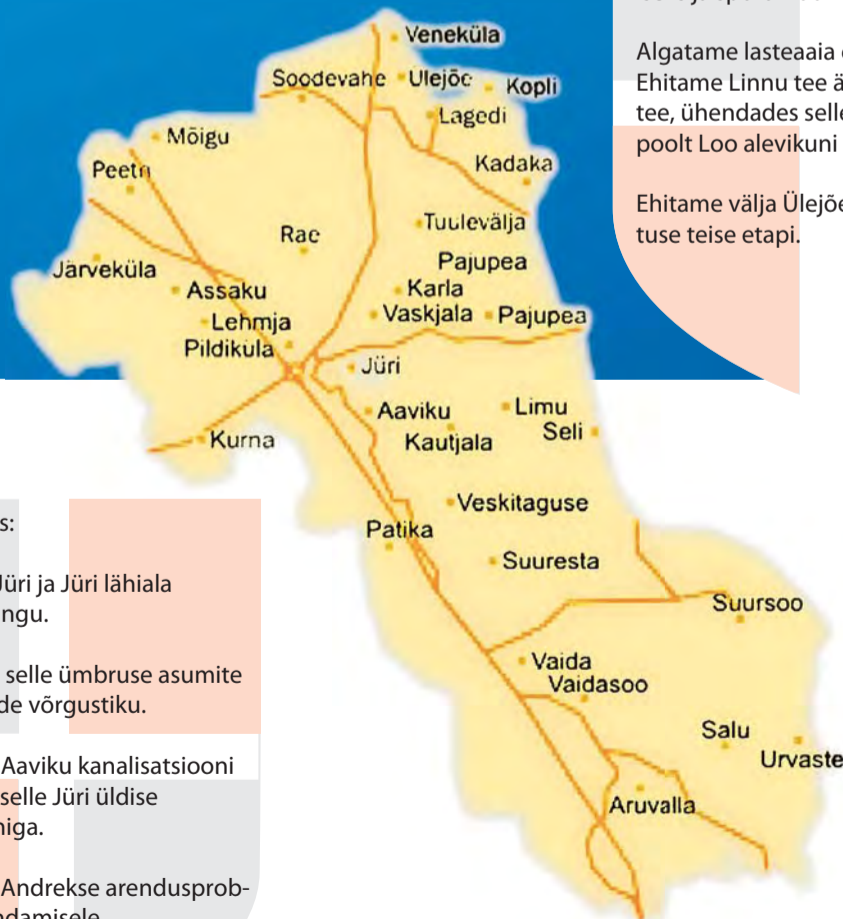 Algatame lasteaia
Ehitame Linnu tee
tee, ühendades
poolt Loo alevikuni
Ehitame välja
tuse teise etapi.
Veneküla
Soodevahe
Ülejõe
Kopli
Lagedi
Mõigu
Kadaka
Peetri
Tuulevälja
Rae
Pajupea
Järveküla
Assaku
Karla
Lehmja
Vaskjala
Pajupea
Pildiküla
Jüri
Aaviku
Limu
Kurna
Kautjala
Seli
Veskitaguse
Patika
Suuresta
Suursoo
Vaida
Vaidasoo
Salu
Urvaste
Aruvalla
s:
Jüri ja Jüri lähiala
ngu.
selle ümbruse asumite
de võrgustiku.
Aaviku kanalisatsiooni
selle Jüri üldise
niga.
Andrekse arendusprob-